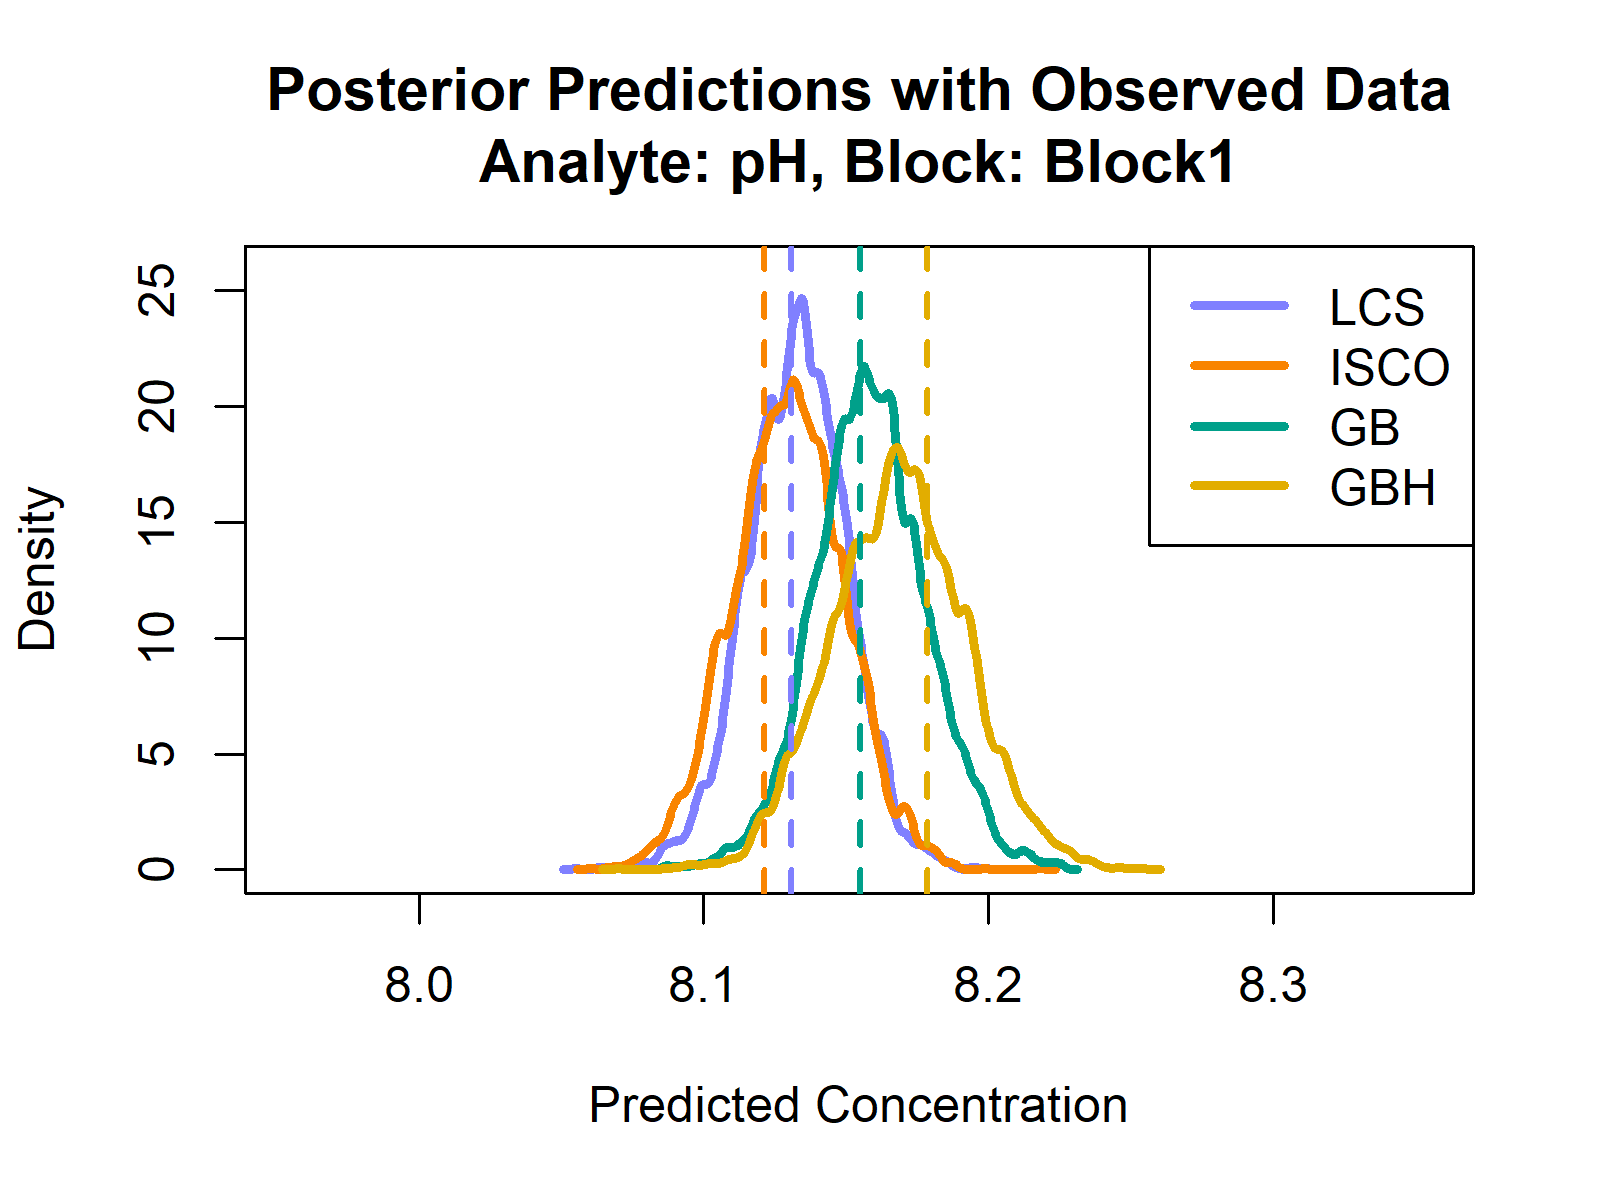 Posterior Predictions with Observed Data
Analyte: pH, Block: Block1
25
20
15
10
5
0
Density
LCS
ISCO
GB
GBH
8.0
8.1
8.2
8.3
Predicted Concentration